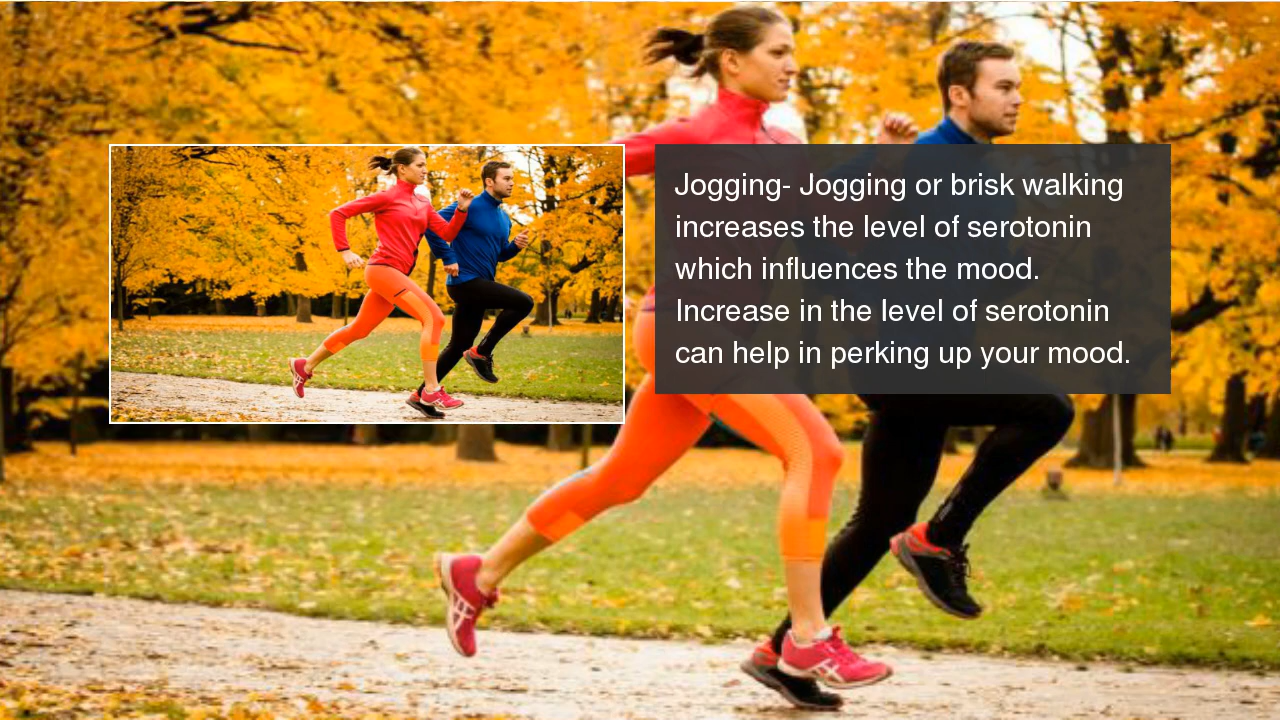 Jogging- Jogging or brisk walking
increases the level of serotonin
which influences the mood.
Increase in the level of serotonin
can help in perking up your mood.